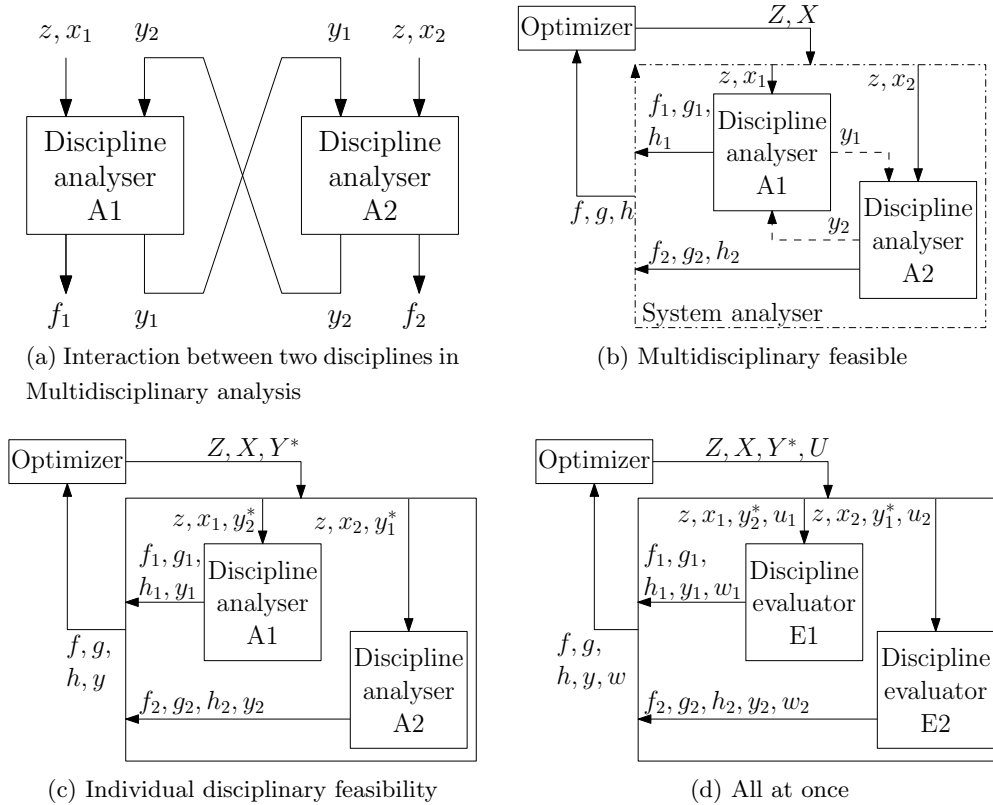 z, x₁
y₂
y₁
z, x₂
Discipline
analyser
A1
Discipline
analyser
A2
f₁
y₁
y₂
f₂
(a) Interaction between two disciplines in
Multidisciplinary analysis
Optimizer
Z, X
z, x₁
z, x₂
f₁, g₁,
h₁
Discipline
analyser
A1
y₁
y₂
Discipline
analyser
A2
f, g, h
f₂, g₂, h₂
System analyser
(b) Multidisciplinary feasible
Optimizer
Z, X, Y*
z, x₁, y₂*
z, x₂, y₁*
f₁, g₁,
h₁, y₁
Discipline
analyser
A1
f, g,
h, y
Discipline
analyser
A2
f₂, g₂, h₂, y₂
(c) Individual disciplinary feasibility
Optimizer
Z, X, Y*, U
z, x₁, y₂*, u₁
z, x₂, y₁*, u₂
f₁, g₁,
h₁, y₁, w₁
Discipline
evaluator
E1
f, g,
h, y, w
Discipline
evaluator
E2
f₂, g₂, h₂, y₂, w₂
(d) All at once